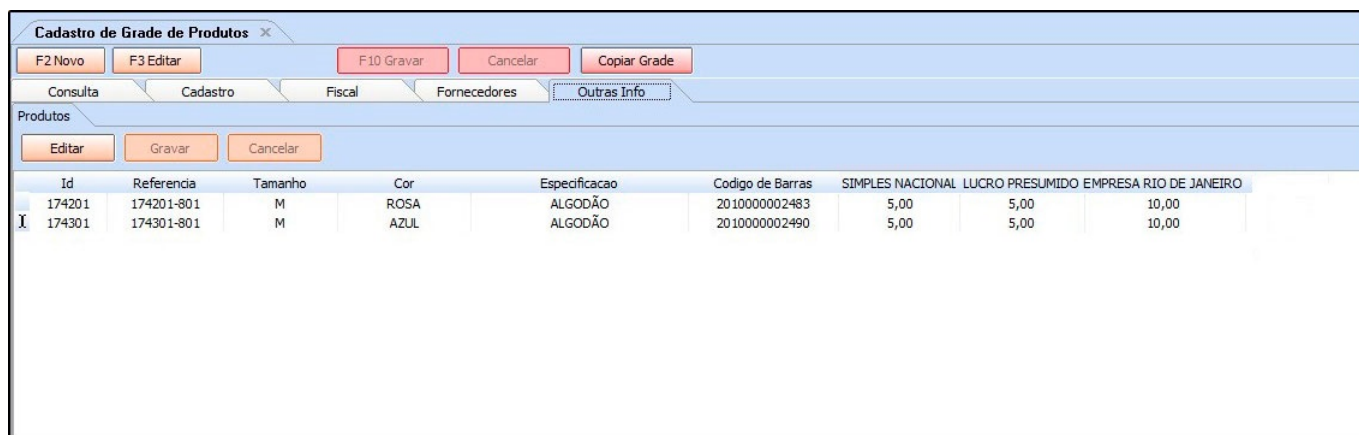 Cadastro de Grade de Produtos
F2 Novo F3 Editar F10 Gravar Cancelar Copiar Grade
Consulta Cadastro Fiscal Fornecedores Outras Info
Produtos
Editar Gravar Cancelar
Id Referencia Tamanho Cor Especificacao Codigo de Barras SIMPLES NACIONAL LUCRO PRESUMIDO EMPRESA RIO DE JANEIRO
174201 174201-801 M ROSA ALGODÃO 2010000002483 5,00 5,00 10,00
174301 174301-801 M AZUL ALGODÃO 2010000002490 5,00 5,00 10,00